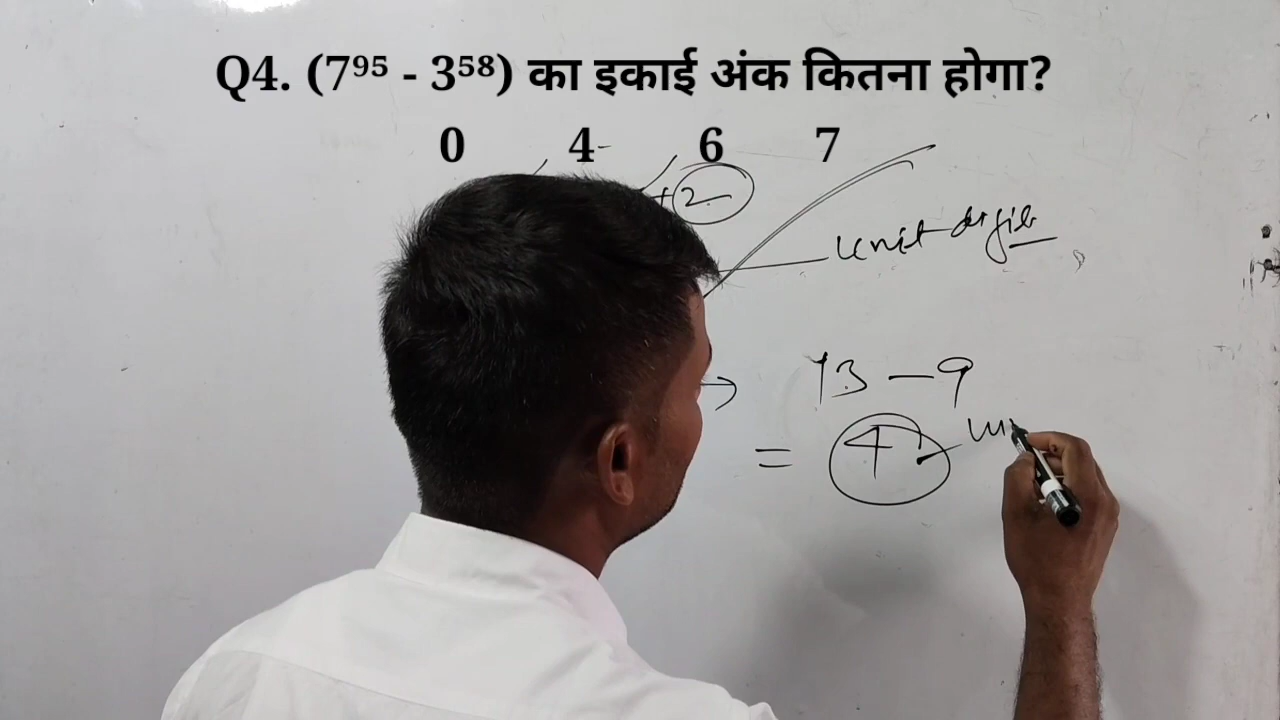 Q4. (7⁹⁵ - 3⁵⁸) का इकाई अंक कितना होगा?
0 4 6 7
2
unit digit
→ 13 - 9
= 4